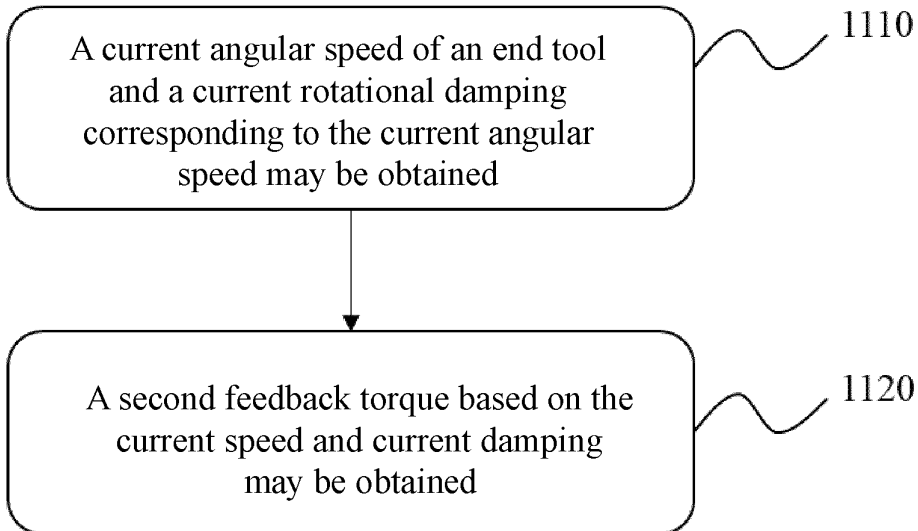 A current angular speed of an end tool
and a current rotational damping
corresponding to the current angular
speed may be obtained
1110
A second feedback torque based on the
current speed and current damping
may be obtained
1120